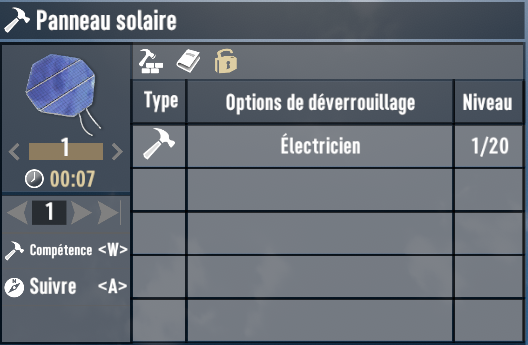 Panneau solaire
1
00:07
1
Compétence <W>
Suivre <A>
Type Options de déverrouillage Niveau
Électricien 1/20